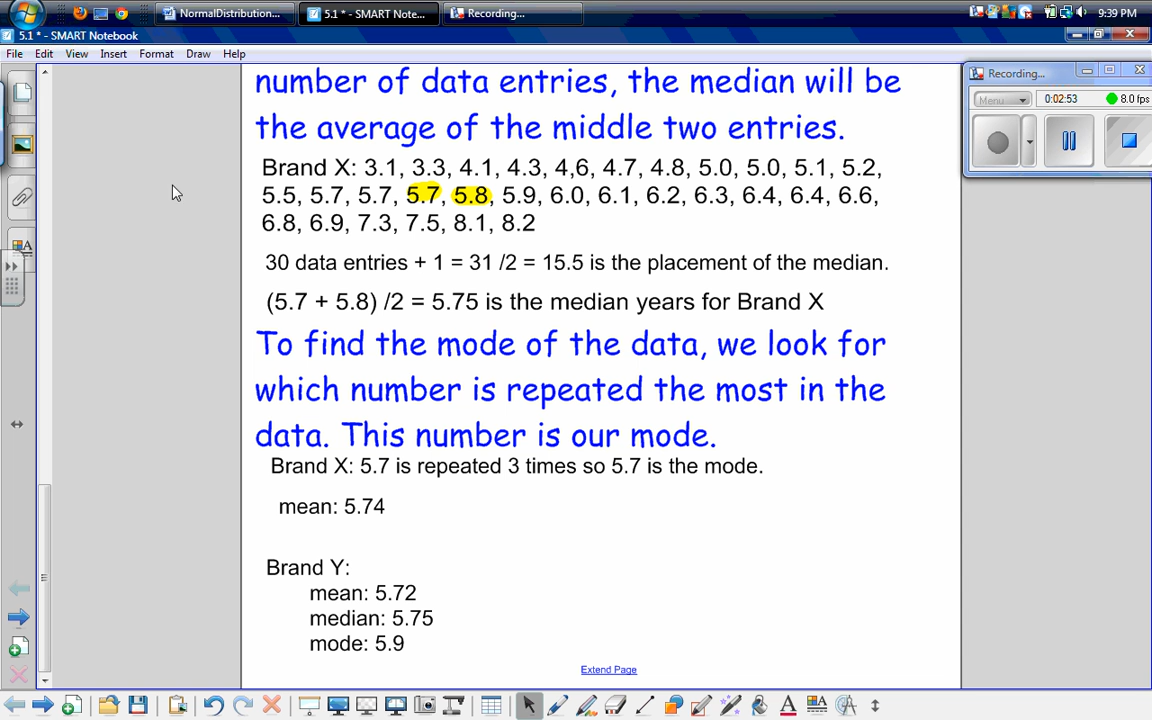 NormalDistribution...
5.1 * - SMART Note...
Recording...
9:39 PM
5.1 * - SMART Notebook
File Edit View Insert Format Draw Help
Recording...
Menu
0:02:53
8.0 fps
number of data entries, the median will be
the average of the middle two entries.
Brand X: 3.1, 3.3, 4.1, 4.3, 4,6, 4.7, 4.8, 5.0, 5.0, 5.1, 5.2,
5.5, 5.7, 5.7, 5.7, 5.8, 5.9, 6.0, 6.1, 6.2, 6.3, 6.4, 6.4, 6.6,
6.8, 6.9, 7.3, 7.5, 8.1, 8.2
30 data entries + 1 = 31 /2 = 15.5 is the placement of the median.
(5.7 + 5.8) /2 = 5.75 is the median years for Brand X
To find the mode of the data, we look for
which number is repeated the most in the
data. This number is our mode.
Brand X: 5.7 is repeated 3 times so 5.7 is the mode.
mean: 5.74
Brand Y:
mean: 5.72
median: 5.75
mode: 5.9
Extend Page